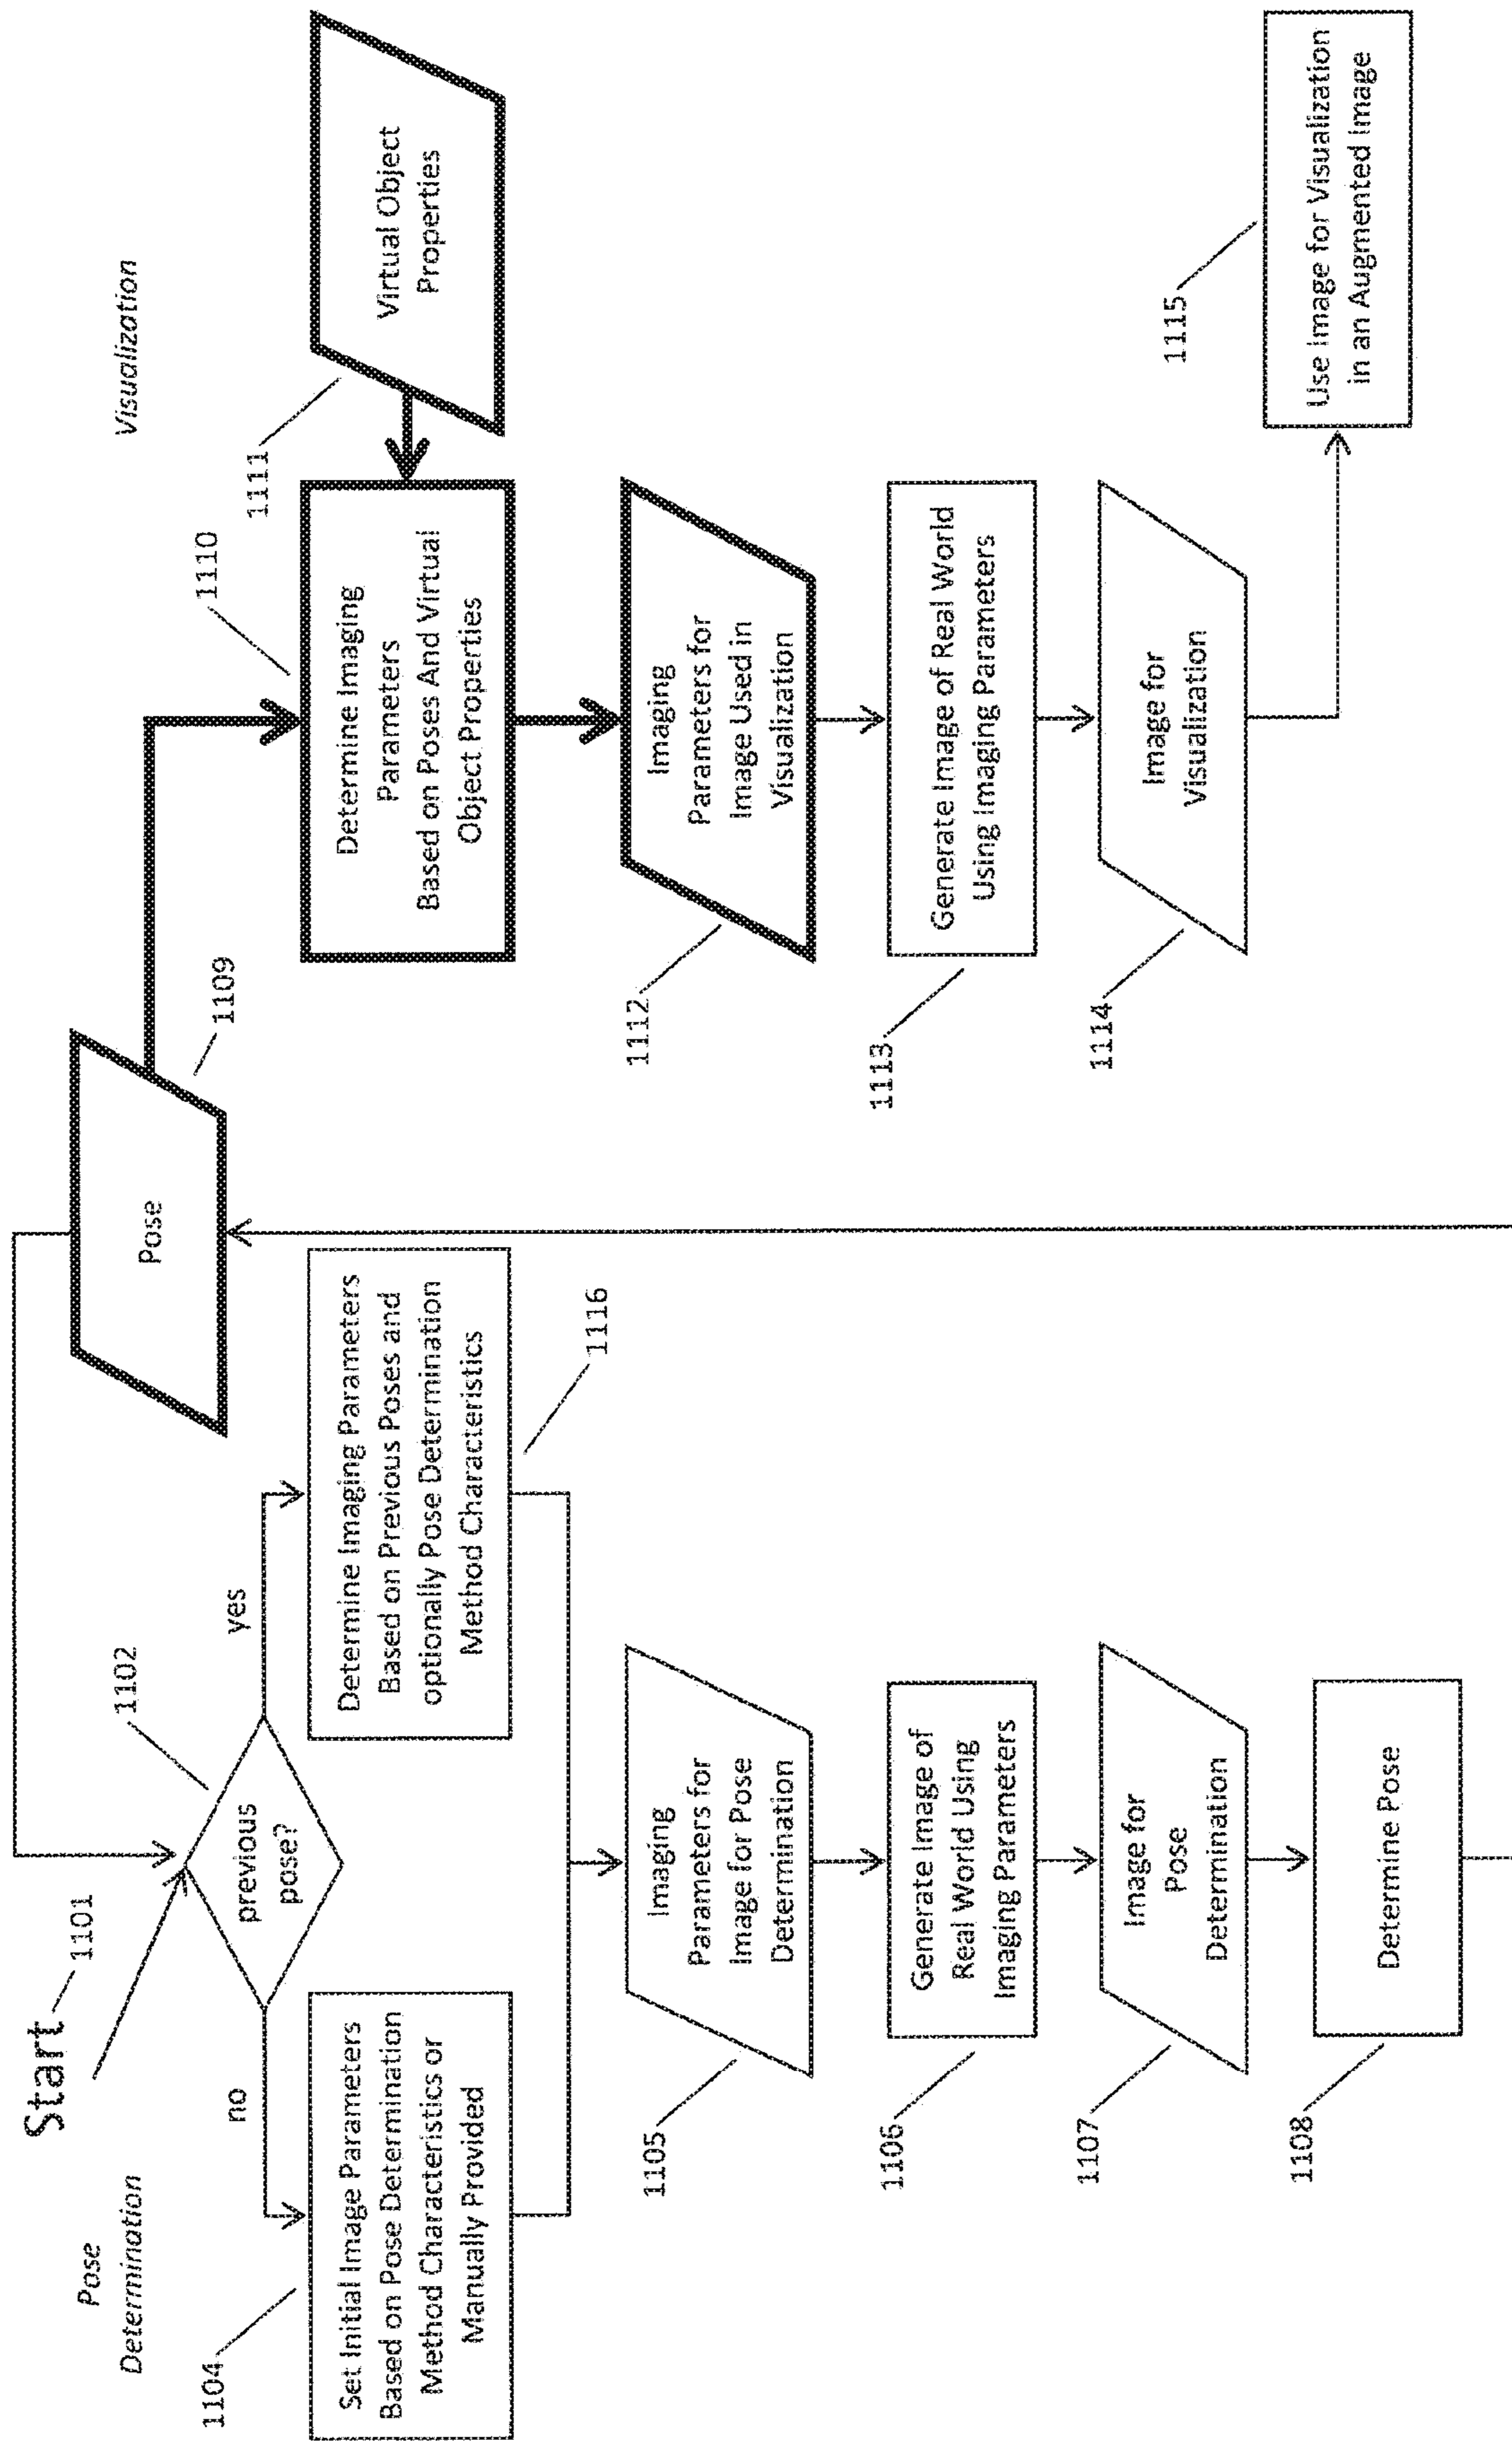 Start
1101
Pose
Determination
previous
pose?
1102
no
yes
1104
Set Initial Image Parameters
Based on Pose Determination
Method Characteristics or
Manually Provided
Determine Imaging Parameters
Based on Previous Poses and
optionally Pose Determination
Method Characteristics
1116
1105
Imaging
Parameters for
Image for Pose
Determination
1106
Generate Image of
Real World Using
Imaging Parameters
1107
Image for
Pose
Determination
1108
Determine Pose
Pose
1109
Visualization
1110
Determine Imaging
Parameters
Based on Poses And Virtual
Object Properties
1111
Virtual Object
Properties
1112
Imaging
Parameters for
Image Used in
Visualization
1113
Generate Image of Real World
Using Imaging Parameters
1114
Image for
Visualization
1115
Use Image for Visualization
in an Augmented Image